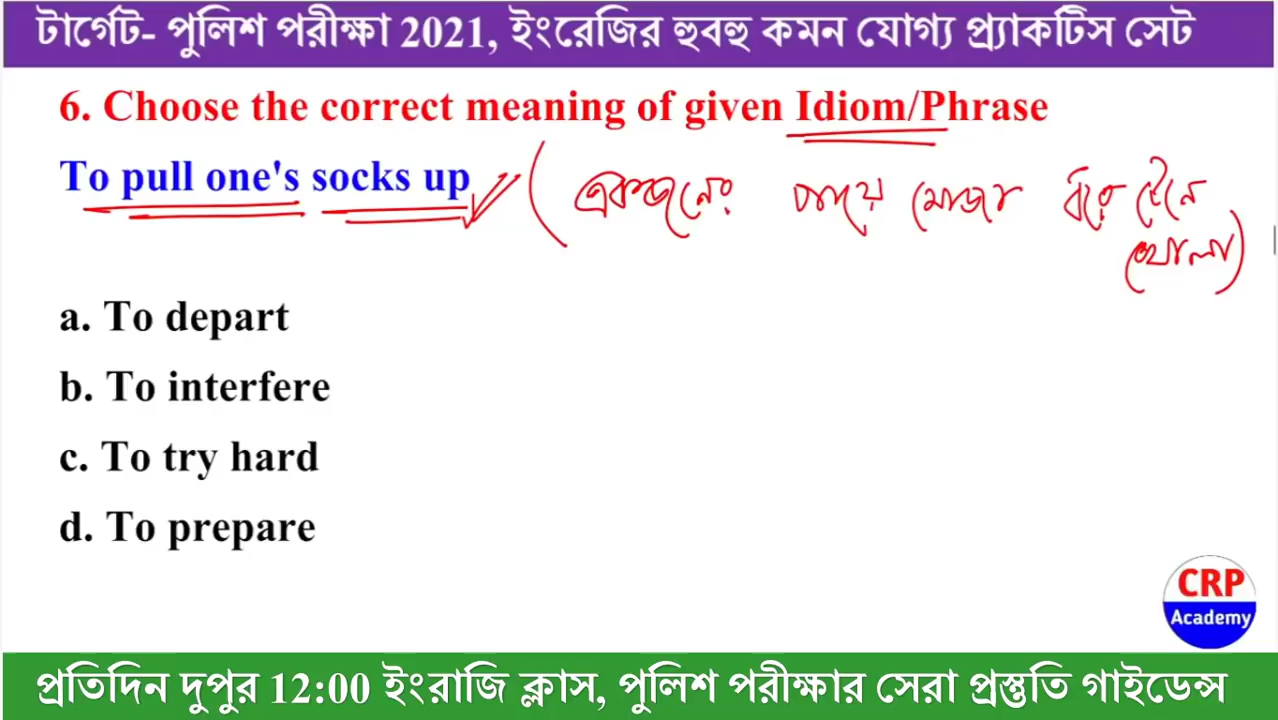 টার্গেট- পুলিশ পরীক্ষা 2021, ইংরেজির হুবহু কমন যোগ্য প্র্যাকটিস সেট
6. Choose the correct meaning of given Idiom/Phrase
To pull one's socks up (একজনের পায়ে মোজা ধরে টেনে
খোলা)
a. To depart
b. To interfere
c. To try hard
d. To prepare
CRP
Academy
প্রতিদিন দুপুর 12:00 ইংরাজি ক্লাস, পুলিশ পরীক্ষার সেরা প্রস্তুতি গাইডেন্স